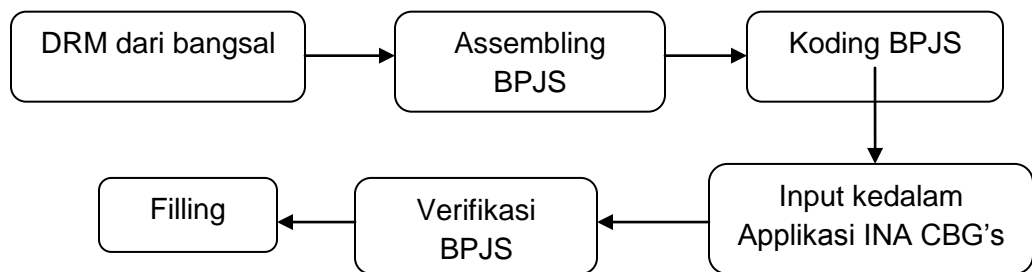 DRM dari bangsal
Assembling
BPJS
Koding BPJS
Input kedalam
Applikasi INA CBG’s
Verifikasi
BPJS
Filling